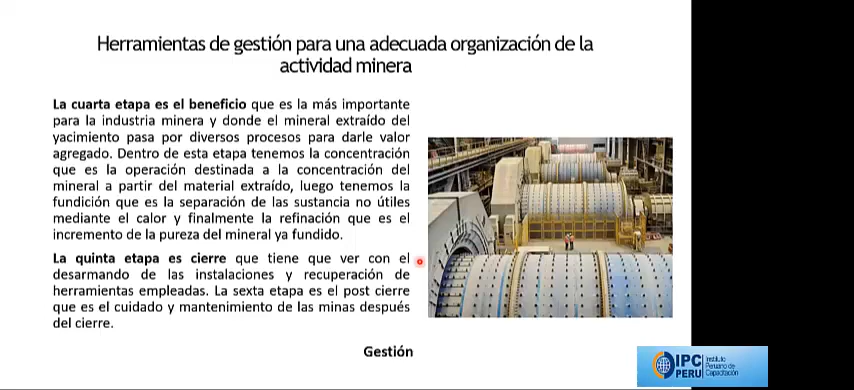 Herramientas de gestión para una adecuada organización de la
actividad minera
La cuarta etapa es el beneficio que es la más importante
para la industria minera y donde el mineral extraído del
yacimiento pasa por diversos procesos para darle valor
agregado. Dentro de esta etapa tenemos la concentración
que es la operación destinada a la concentración del
mineral a partir del material extraído, luego tenemos la
fundición que es la separación de las sustancia no útiles
mediante el calor y finalmente la refinación que es el
incremento de la pureza del mineral ya fundido.
La quinta etapa es cierre que tiene que ver con el
desarmando de las instalaciones y recuperación de
herramientas empleadas. La sexta etapa es el post cierre
que es el cuidado y mantenimiento de las minas después
del cierre.
Gestión
IPC
PERU
Instituto
Peruano de
Capacitación